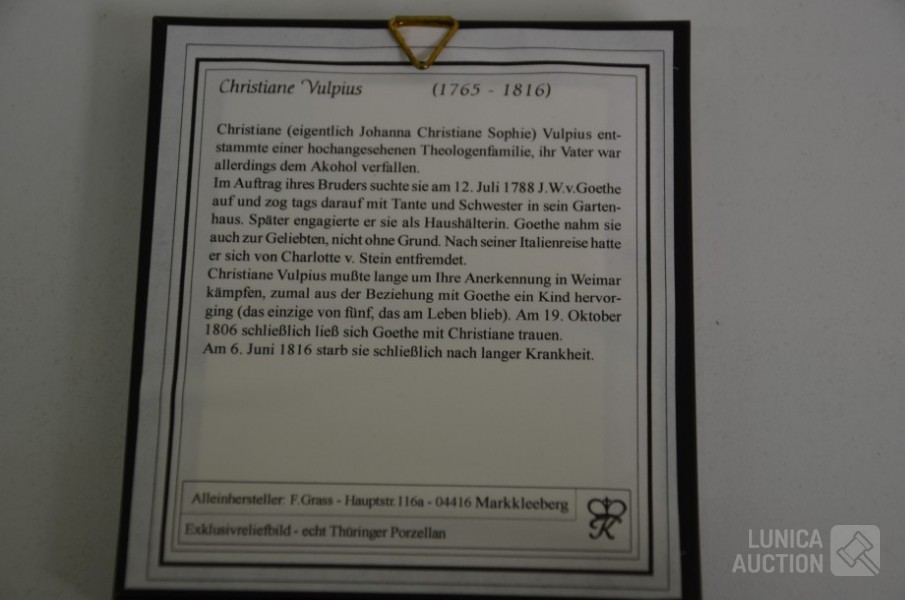 Christiane Vulpius (1765 - 1816)
Christiane (eigentlich Johanna Christiane Sophie) Vulpius ent-
stammte einer hochangesehenen Theologenfamilie, ihr Vater war
allerdings dem Akohol verfallen.
Im Auftrag ihres Bruders suchte sie am 12. Juli 1788 J.W.v.Goethe
auf und zog tags darauf mit Tante und Schwester in sein Garten-
haus. Später engagierte er sie als Haushälterin. Goethe nahm sie
auch zur Geliebten, nicht ohne Grund. Nach seiner Italienreise hatte
er sich von Charlotte v. Stein entfremdet.
Christiane Vulpius mußte lange um Ihre Anerkennung in Weimar
kämpfen, zumal aus der Beziehung mit Goethe ein Kind hervor-
ging (das einzige von fünf, das am Leben blieb). Am 19. Oktober
1806 schließlich ließ sich Goethe mit Christiane trauen.
Am 6. Juni 1816 starb sie schließlich nach langer Krankheit.
Alleinhersteller: F.Grass - Hauptstr.116a - 04416 Markkleeberg
Exklusivreliefbild - echt Thüringer Porzellan
K
LUNICA
AUCTION